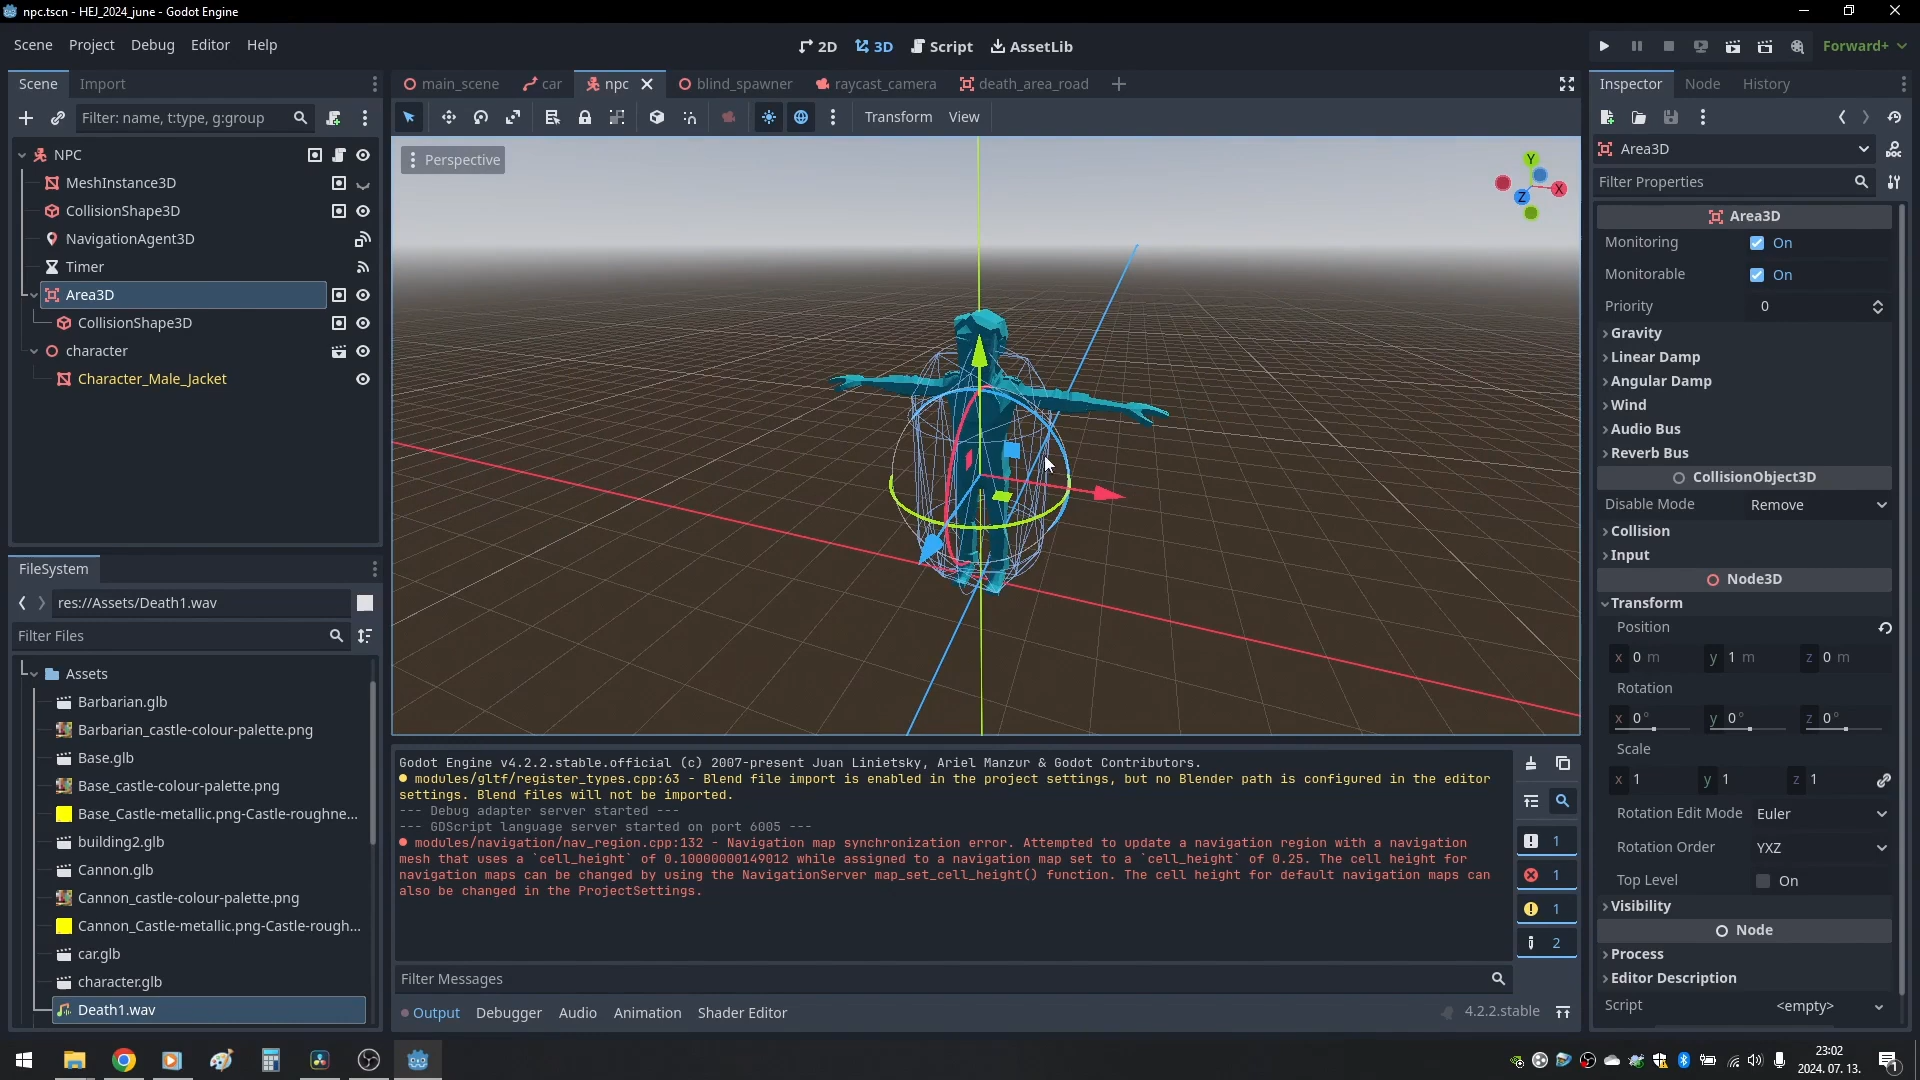 npc.tscn - HEJ_2024_june - Godot Engine
Scene Project Debug Editor Help
2D 3D Script AssetLib
Forward+
Scene Import
main_scene car npc blind_spawner raycast_camera death_area_road
Inspector Node History
Filter: name, t:type, g:group
Transform View
NPC
MeshInstance3D
CollisionShape3D
NavigationAgent3D
Timer
Area3D
CollisionShape3D
character
Character_Male_Jacket
Perspective
Y
X
Z
Area3D
Filter Properties
Area3D
Monitoring On
Monitorable On
Priority 0
Gravity
Linear Damp
Angular Damp
Wind
Audio Bus
Reverb Bus
CollisionObject3D
Disable Mode Remove
Collision
Input
Node3D
Transform
Position
x 0 m y 1 m z 0 m
Rotation
x 0° y 0° z 0°
Scale
x 1 y 1 z 1
Rotation Edit Mode Euler
Rotation Order YXZ
Top Level On
Visibility
Node
Process
Editor Description
Script <empty>
FileSystem
res://Assets/Death1.wav
Filter Files
Assets
Barbarian.glb
Barbarian_castle-colour-palette.png
Base.glb
Base_castle-colour-palette.png
Base_Castle-metallic.png-Castle-roughne...
building2.glb
Cannon.glb
Cannon_castle-colour-palette.png
Cannon_Castle-metallic.png-Castle-rough...
car.glb
character.glb
Death1.wav
Godot Engine v4.2.2.stable.official (c) 2007-present Juan Linietsky, Ariel Manzur & Godot Contributors.
modules/gltf/register_types.cpp:63 - Blend file import is enabled in the project settings, but no Blender path is configured in the editor
settings. Blend files will not be imported.
--- Debug adapter server started ---
--- GDScript language server started on port 6005 ---
modules/navigation/nav_region.cpp:132 - Navigation map synchronization error. Attempted to update a navigation region with a navigation
mesh that uses a `cell_height` of 0.10000000149012 while assigned to a navigation map set to a `cell_height` of 0.25. The cell height for
navigation maps can be changed by using the NavigationServer map_set_cell_height() function. The cell height for default navigation maps can
also be changed in the ProjectSettings.
1
1
1
2
Filter Messages
Output Debugger Audio Animation Shader Editor
4.2.2.stable
23:02
2024. 07. 13.
1